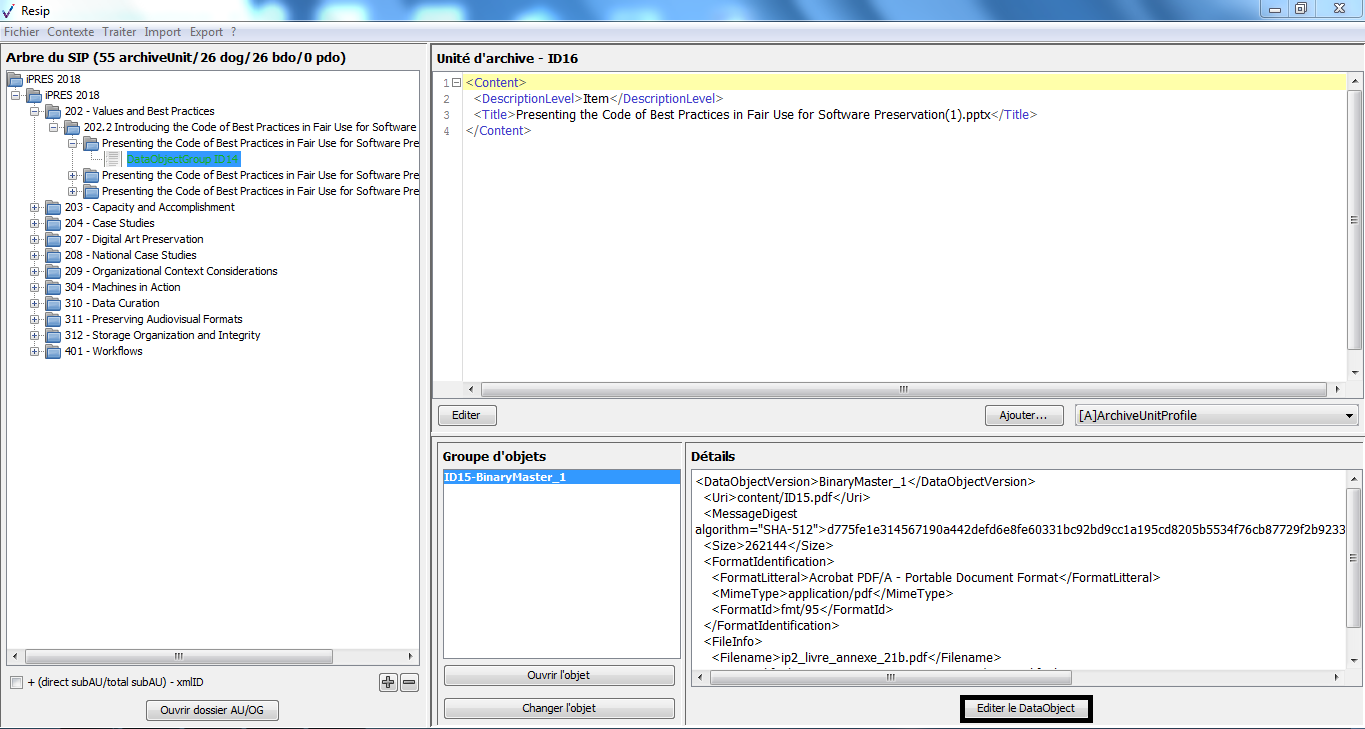 Resip
Fichier Contexte Traiter Import Export ?
Arbre du SIP (55 archiveUnit/26 dog/26 bdo/0 pdo)
iPRES 2018
iPRES 2018
202 - Values and Best Practices
202.2 Introducing the Code of Best Practices in Fair Use for Software
Presenting the Code of Best Practices in Fair Use for Software Pre
DataObjectGroup ID14
Presenting the Code of Best Practices in Fair Use for Software Pre
Presenting the Code of Best Practices in Fair Use for Software Pre
203 - Capacity and Accomplishment
204 - Case Studies
207 - Digital Art Preservation
208 - National Case Studies
209 - Organizational Context Considerations
304 - Machines in Action
310 - Data Curation
311 - Preserving Audiovisual Formats
312 - Storage Organization and Integrity
401 - Workflows
+ (direct subAU/total subAU) - xmlID
Ouvrir dossier AU/OG
Unité d'archive - ID16
1 <Content>
2 <DescriptionLevel>Item</DescriptionLevel>
3 <Title>Presenting the Code of Best Practices in Fair Use for Software Preservation(1).pptx</Title>
4 </Content>
Editer
Ajouter...
[A]ArchiveUnitProfile
Groupe d'objets
ID15-BinaryMaster_1
Ouvrir l'objet
Changer l'objet
Détails
<DataObjectVersion>BinaryMaster_1</DataObjectVersion>
<Uri>content/ID15.pdf</Uri>
<MessageDigest
algorithm="SHA-512">d775fe1e314567190a442defd6e8fe60331bc92bd9cc1a195cd8205b5534f76cb87729f2b9233
<Size>262144</Size>
<FormatIdentification>
<FormatLitteral>Acrobat PDF/A - Portable Document Format</FormatLitteral>
<MimeType>application/pdf</MimeType>
<FormatId>fmt/95</FormatId>
</FormatIdentification>
<FileInfo>
<Filename>ip2_livre_annexe_21b.pdf</Filename>
Editer le DataObject